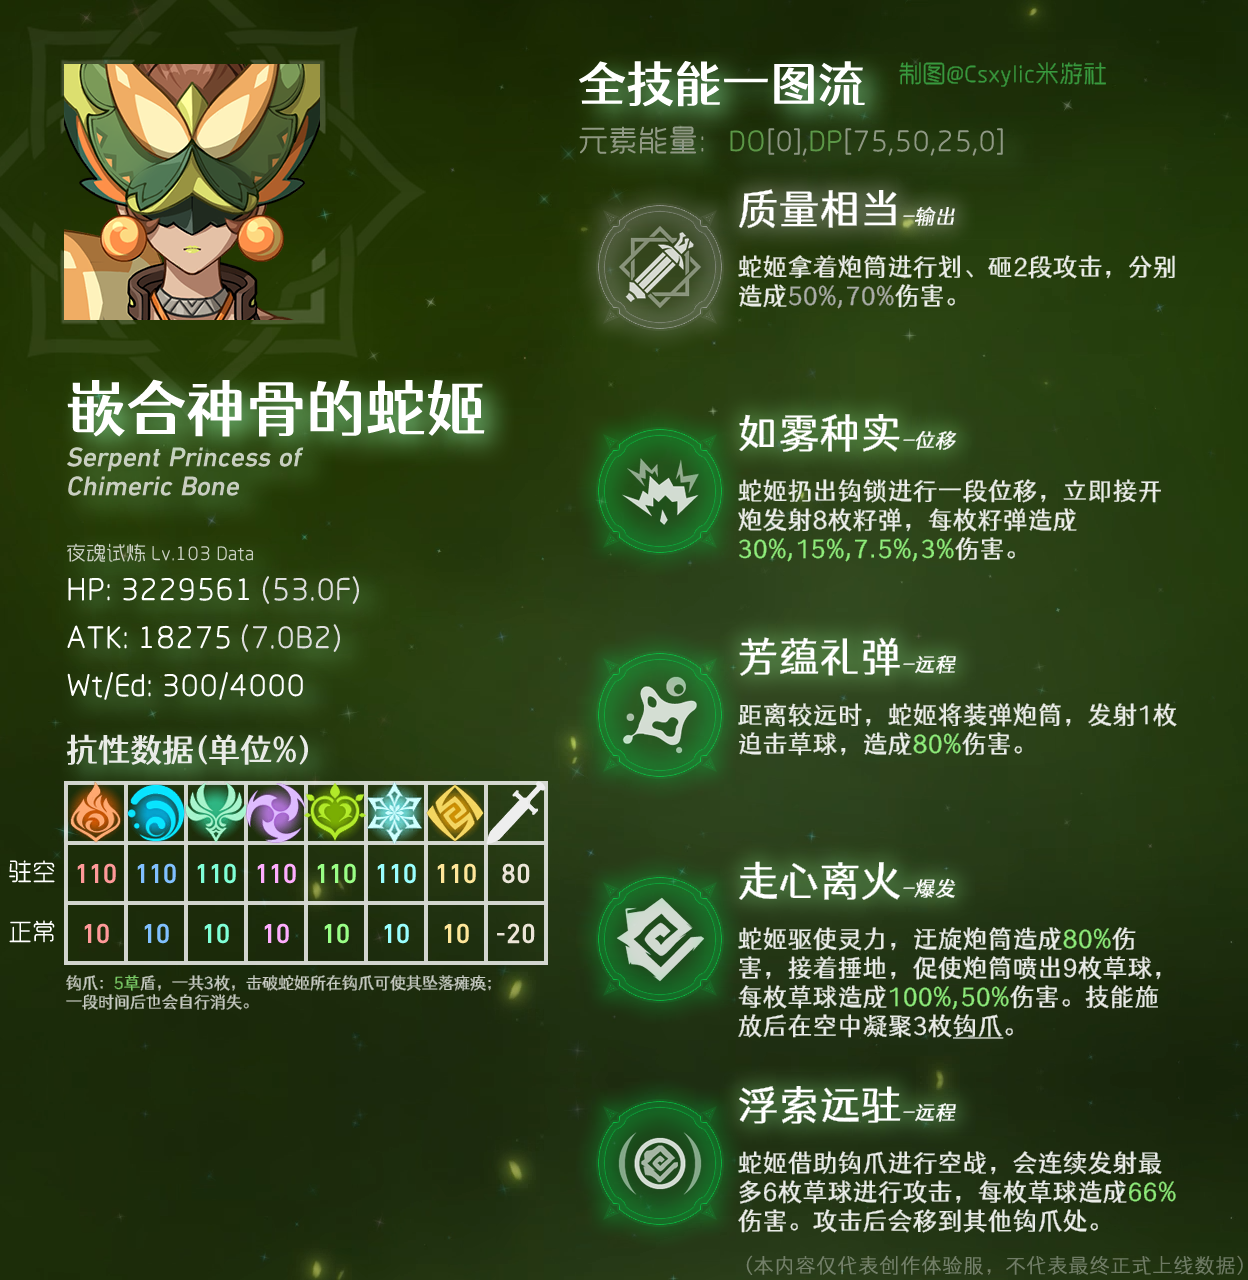 全技能一图流
制图@Csxylic米游社
元素能量： DO[0],DP[75,50,25,0]
嵌合神骨的蛇姬
Serpent Princess of
Chimeric Bone
夜魂试炼 Lv.103 Data
HP: 3229561 (53.0F)
ATK: 18275 (7.0B2)
Wt/Ed: 300/4000
抗性数据(单位%)
驻空 110 110 110 110 110 110 110 80
正常 10 10 10 10 10 10 10 -20
钩爪：5草盾，一共3枚，击破蛇姬所在钩爪可使其坠落瘫痪；
一段时间后也会自行消失。
质量相当-输出
蛇姬拿着炮筒进行划、砸2段攻击，分别
造成50%,70%伤害。
如雾种实-位移
蛇姬扔出钩锁进行一段位移，立即接开
炮发射8枚籽弹，每枚籽弹造成
30%,15%,7.5%,3%伤害。
芳蕴礼弹-远程
距离较远时，蛇姬将装弹炮筒，发射1枚
迫击草球，造成80%伤害。
走心离火-爆发
蛇姬驱使灵力，迂旋炮筒造成80%伤
害，接着捶地，促使炮筒喷出9枚草球，
每枚草球造成100%,50%伤害。技能施
放后在空中凝聚3枚钩爪。
浮索远驻-远程
蛇姬借助钩爪进行空战，会连续发射最
多6枚草球进行攻击，每枚草球造成66%
伤害。攻击后会移到其他钩爪处。
(本内容仅代表创作体验服，不代表最终正式上线数据)